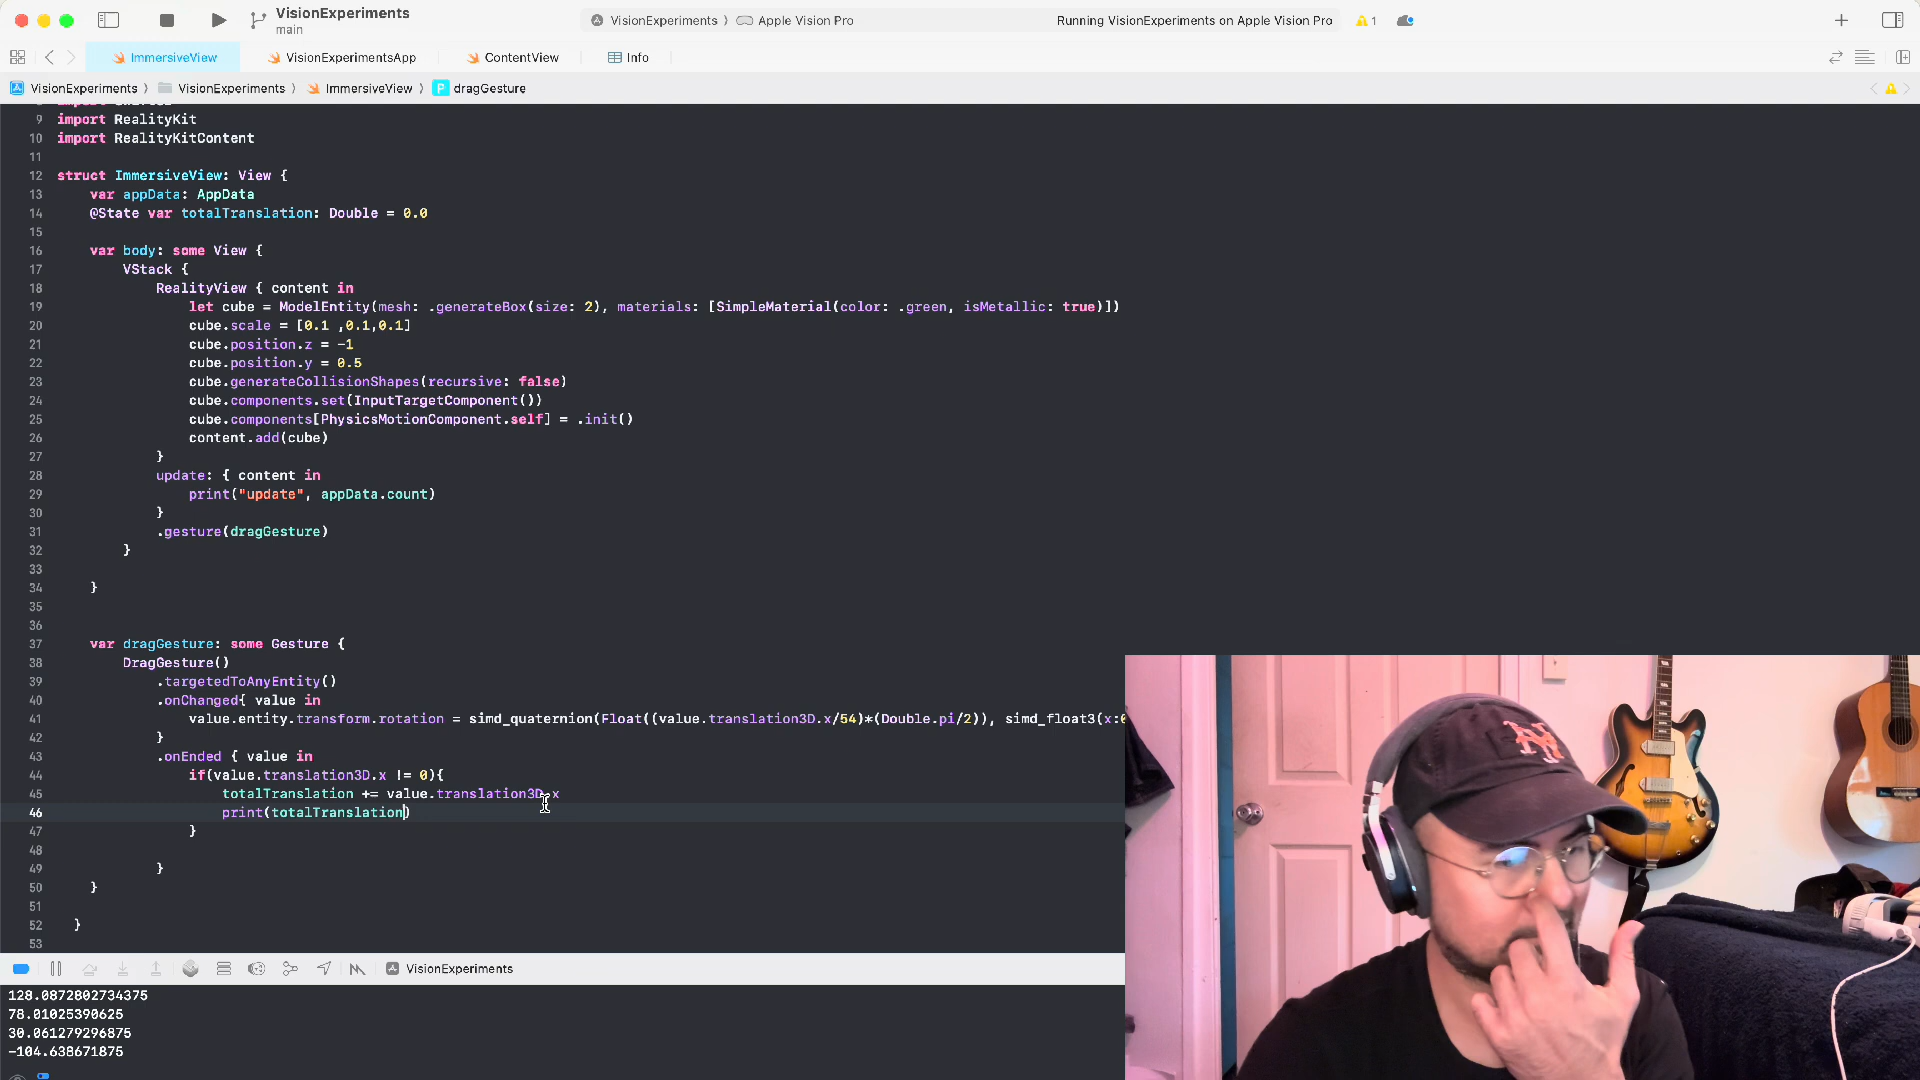 VisionExperiments
main
VisionExperiments 〉 Apple Vision Pro
Running VisionExperiments on Apple Vision Pro
1
ImmersiveView
VisionExperimentsApp
ContentView
Info
VisionExperiments 〉 VisionExperiments 〉 ImmersiveView 〉 P dragGesture
9 import RealityKit
10 import RealityKitContent
11
12 struct ImmersiveView: View {
13 var appData: AppData
14 @State var totalTranslation: Double = 0.0
15
16 var body: some View {
17 VStack {
18 RealityView { content in
19 let cube = ModelEntity(mesh: .generateBox(size: 2), materials: [SimpleMaterial(color: .green, isMetallic: true)])
20 cube.scale = [0.1 ,0.1,0.1]
21 cube.position.z = -1
22 cube.position.y = 0.5
23 cube.generateCollisionShapes(recursive: false)
24 cube.components.set(InputTargetComponent())
25 cube.components[PhysicsMotionComponent.self] = .init()
26 content.add(cube)
27 }
28 update: { content in
29 print("update", appData.count)
30 }
31 .gesture(dragGesture)
32 }
33
34 }
35
36
37 var dragGesture: some Gesture {
38 DragGesture()
39 .targetedToAnyEntity()
40 .onChanged{ value in
41 value.entity.transform.rotation = simd_quaternion(Float((value.translation3D.x/54)*(Double.pi/2)), simd_float3(x:0
42 }
43 .onEnded { value in
44 if(value.translation3D.x != 0){
45 totalTranslation += value.translation3D.x
46 print(totalTranslation)
47 }
48
49 }
50 }
51
52 }
53
VisionExperiments
128.0872802734375
78.01025390625
30.061279296875
-104.638671875